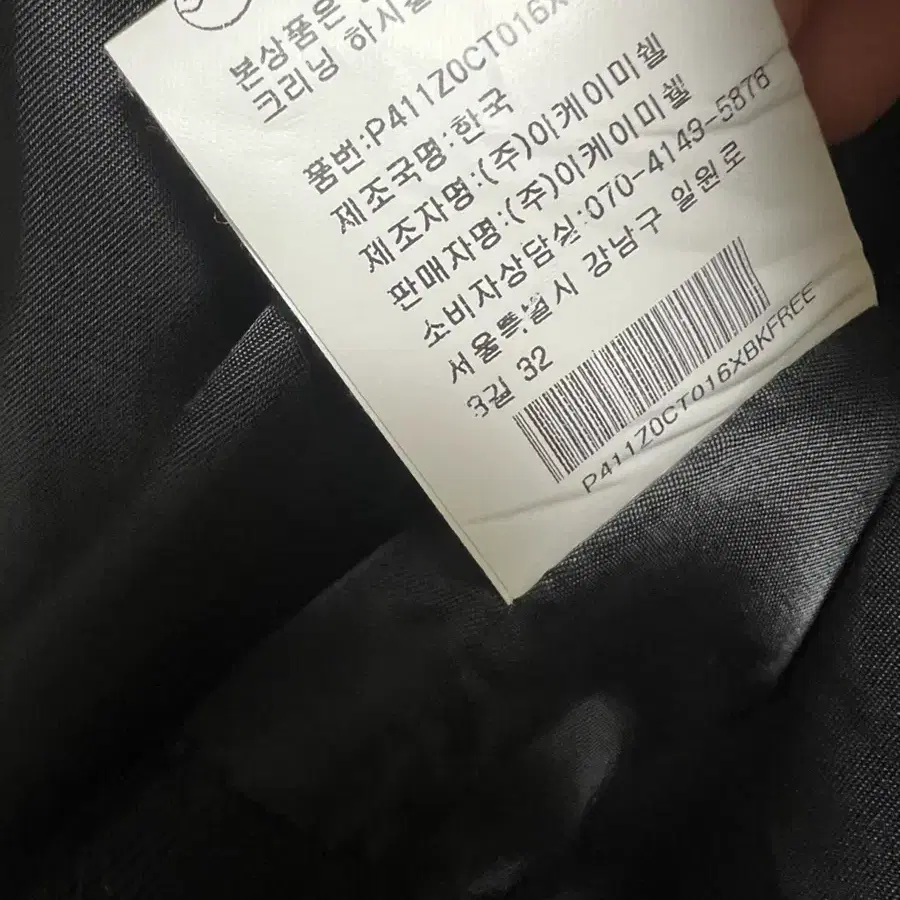 본상품은
크리닝 하시
품번:P411Z0CT016X
제조국명:한국
제조자명:(주)이케이미쉘
판매자명:(주)이케이미쉘
소비자상담실:070-4149-5878
서울특별시 강남구 일원로
3길 32
P411Z0CT016XBKFREE